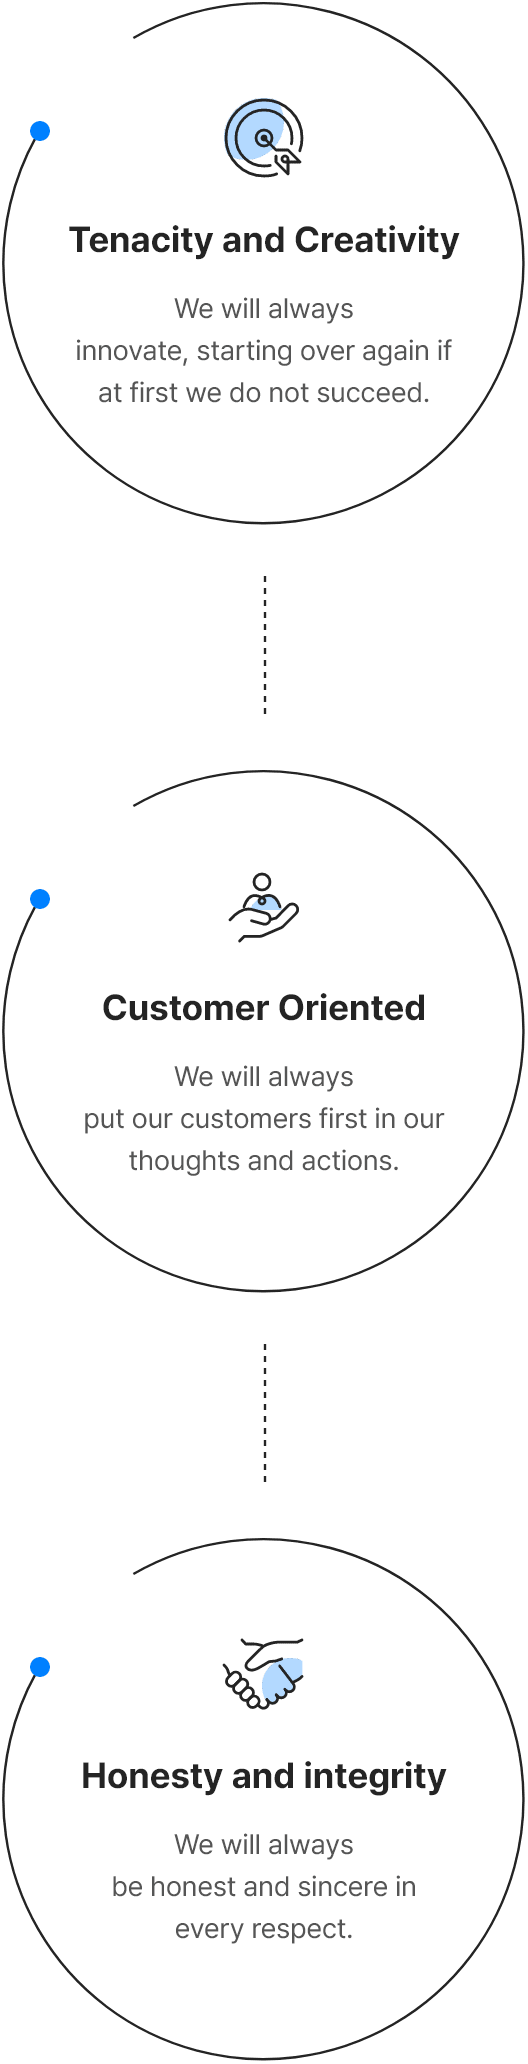 Tenacity and Creativity
We will always
innovate, starting over again if
at first we do not succeed.
Customer Oriented
We will always
put our customers first in our
thoughts and actions.
Honesty and integrity
We will always
be honest and sincere in
every respect.